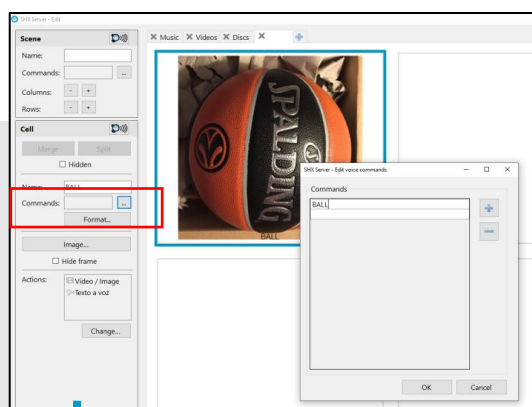 SHX Server - Edit
Scene
Name:
Commands:
Columns:
- +
Rows:
- +
Cell
Merge
Split
Hidden
Name: BALL
Commands:
Format...
Image...
Hide frame
Actions:
Video / Image
Texto a voz
Change...
Music
Videos
Discs
SPALDING
BALL
SHX Server - Edit voice commands
Commands
BALL
OK
Cancel